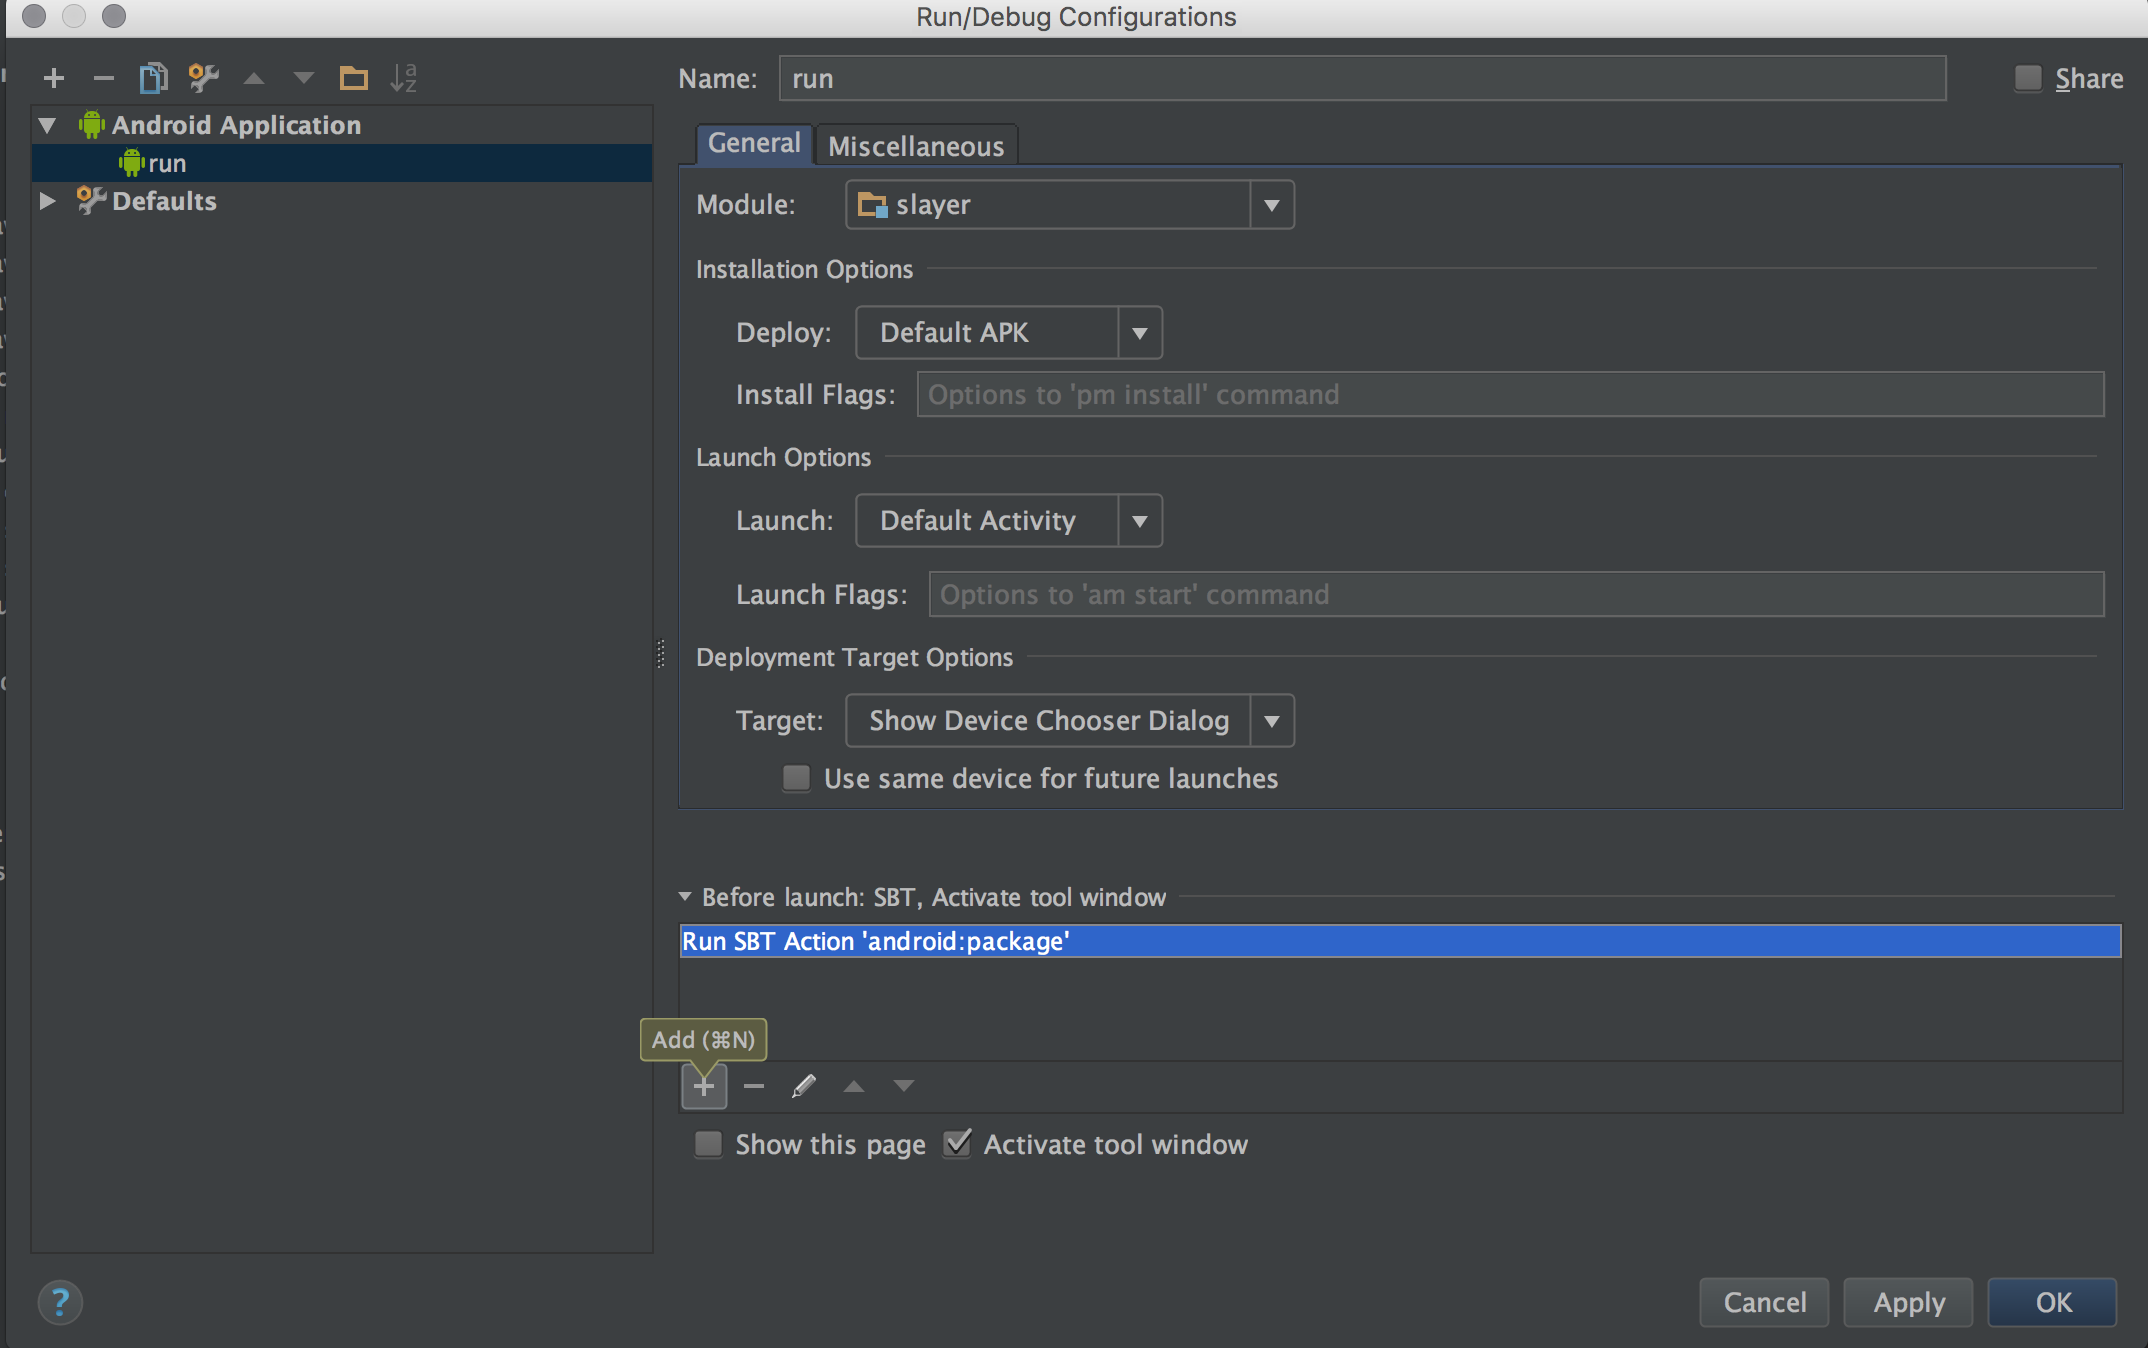 Run/Debug Configurations
Name: run Share
Android Application
run
Defaults
General Miscellaneous
Module: slayer
Installation Options
Deploy: Default APK
Install Flags: Options to 'pm install' command
Launch Options
Launch: Default Activity
Launch Flags: Options to 'am start' command
Deployment Target Options
Target: Show Device Chooser Dialog
Use same device for future launches
Before launch: SBT, Activate tool window
Run SBT Action 'android:package'
Add (⌘N)
Show this page Activate tool window
? Cancel Apply OK